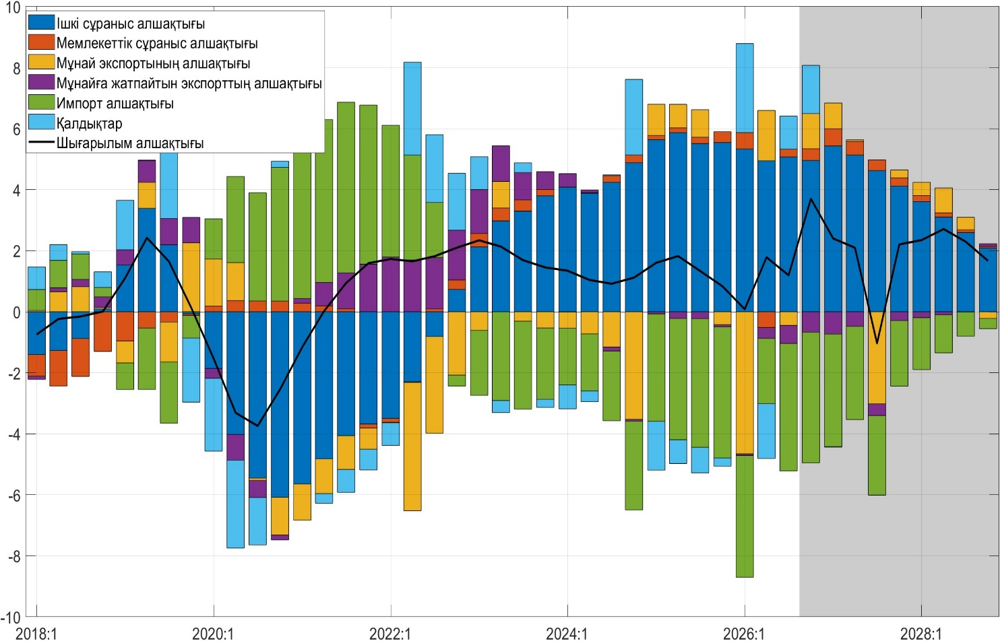 10
8
6
4
2
0
-2
-4
-6
-8
-10
Ішкі сұраныс алшақтығы
Мемлекеттік сұраныс алшақтығы
Мұнай экспортының алшақтығы
Мұнайға жатпайтын экспорттың алшақтығы
Импорт алшақтығы
Қалдықтар
Шығарылым алшақтығы
2018:1 2020:1 2022:1 2024:1 2026:1 2028:1